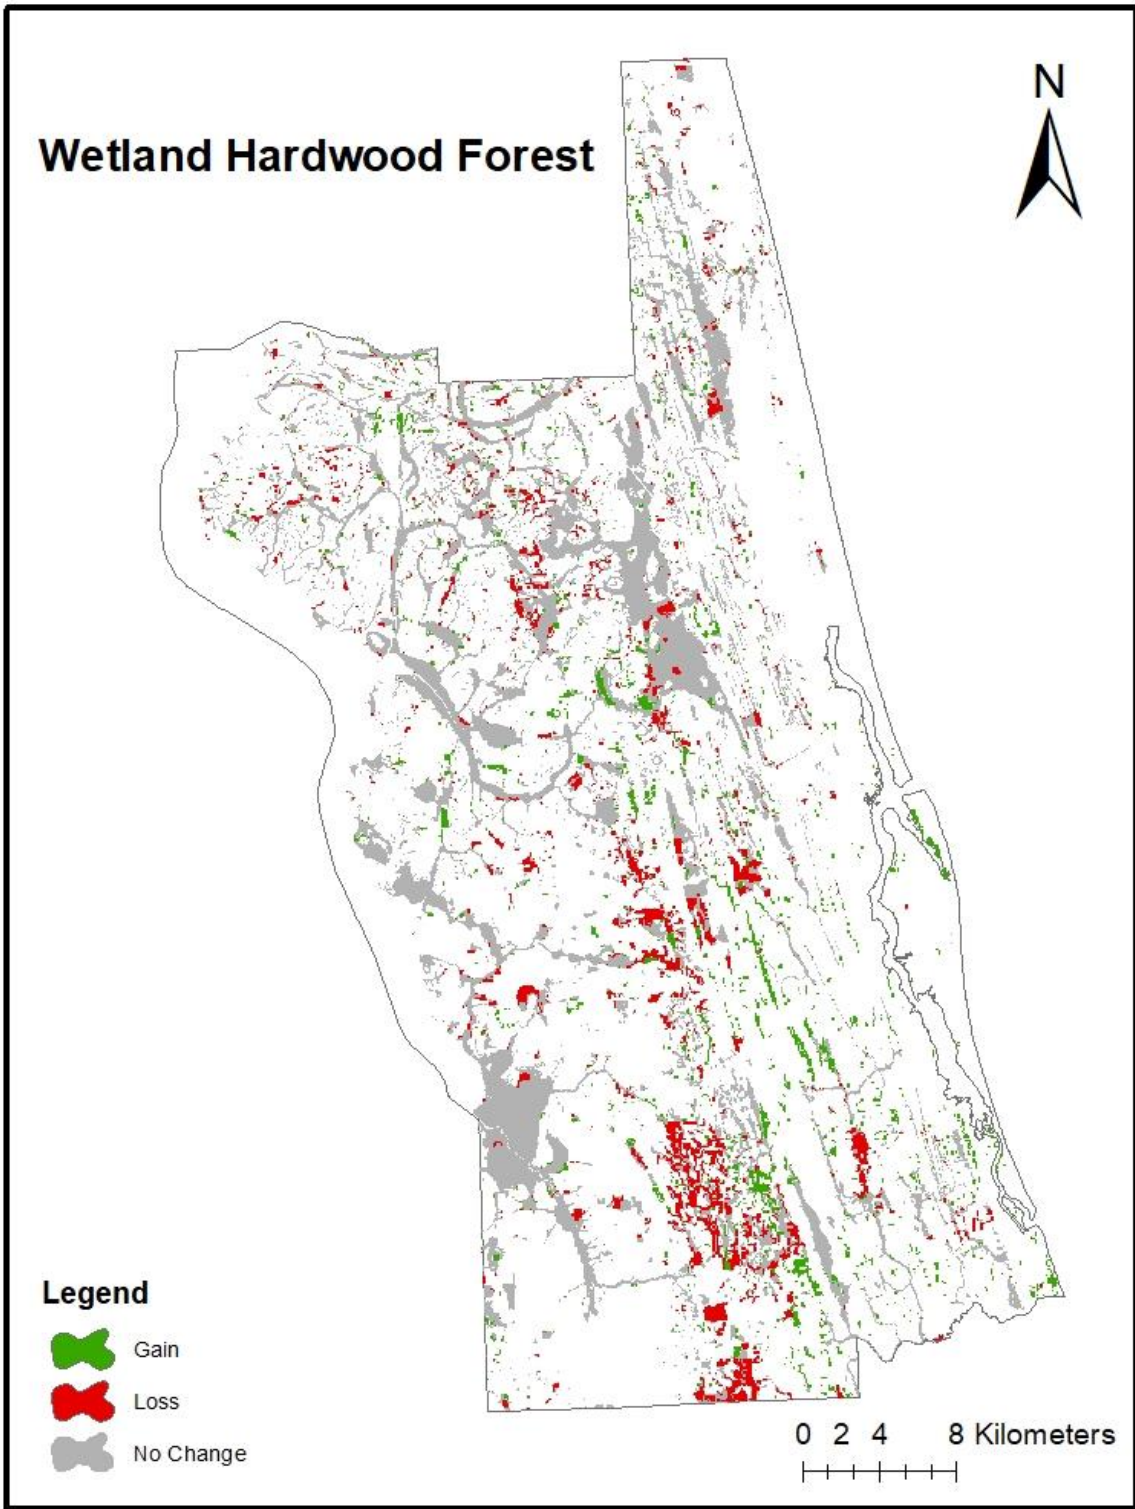 N
Wetland Hardwood Forest
Legend
Gain
Loss
No Change
0 2 4 8 Kilometers